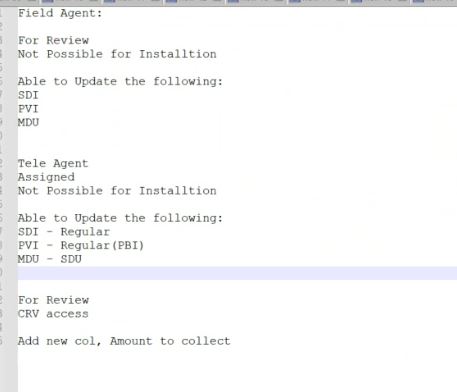 Field Agent:
For Review
Not Possible for Installtion
Able to Update the following:
SDI
PVI
MDU
Tele Agent
Assigned
Not Possible for Installtion
Able to Update the following:
SDI - Regular
PVI - Regular(PBI)
MDU - SDU
For Review
CRV access
Add new col, Amount to collect